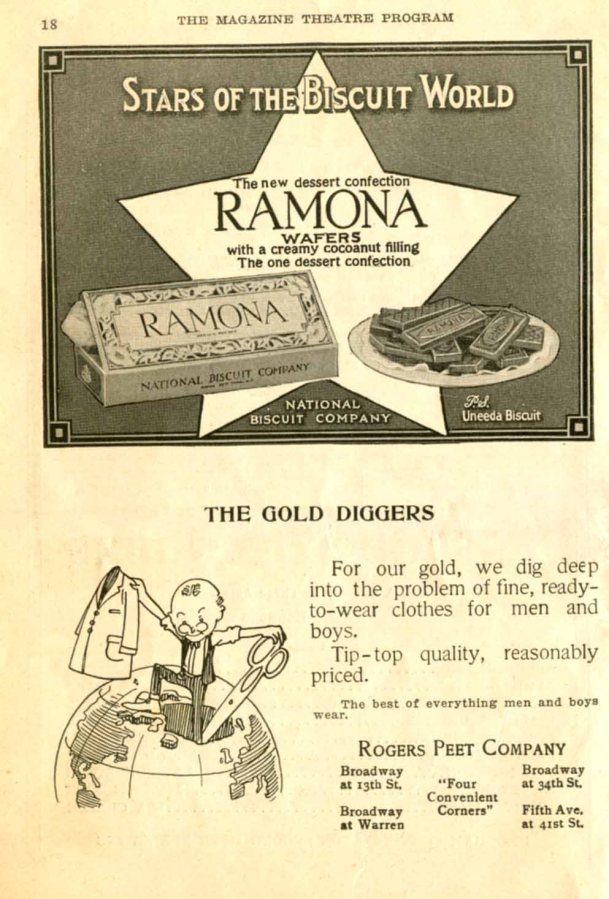 18
THE MAGAZINE THEATRE PROGRAM
STARS OF THE BISCUIT WORLD
The new dessert confection
RAMONA
WAFERS
with a creamy cocoanut filling
The one dessert confection
RAMONA
NATIONAL BISCUIT COMPANY
RAMONA
NATIONAL
BISCUIT COMPANY
P.S.
Uneeda Biscuit
THE GOLD DIGGERS
For our gold, we dig deep
into the problem of fine, ready-
to-wear clothes for men and
boys.
Tip-top quality, reasonably
priced.
The best of everything men and boys
wear.
ROGERS PEET COMPANY
Broadway
at 13th St.
"Four
Convenient
Corners"
Broadway
at 34th St.
Broadway
at Warren
Fifth Ave.
at 41st St.